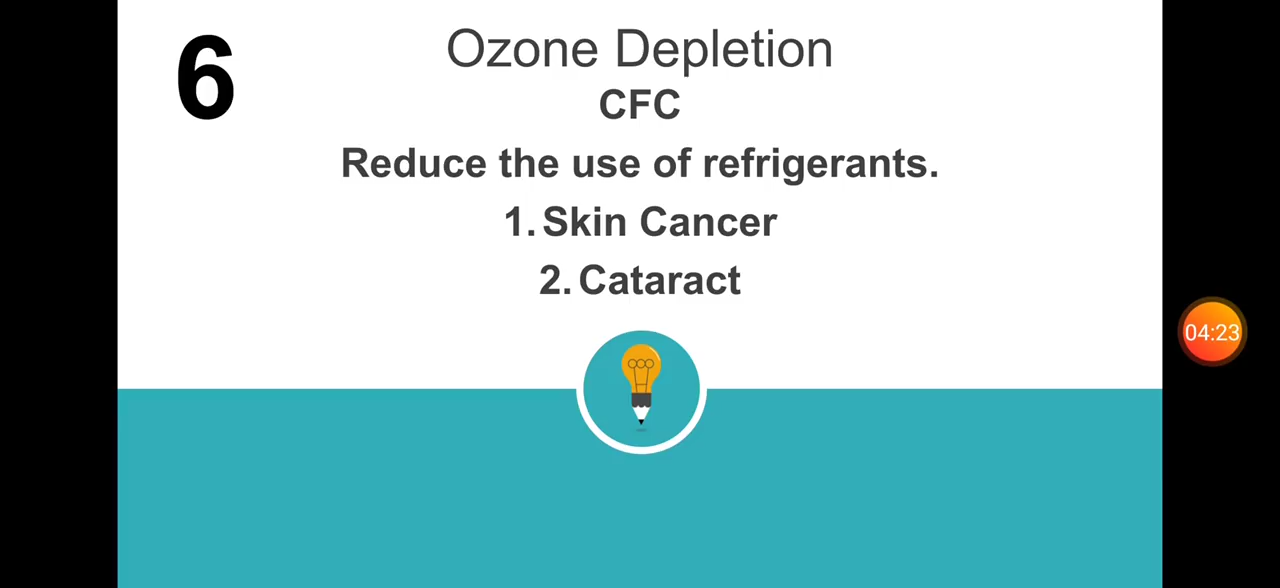 6
Ozone Depletion
CFC
Reduce the use of refrigerants.
1. Skin Cancer
2. Cataract
04:23